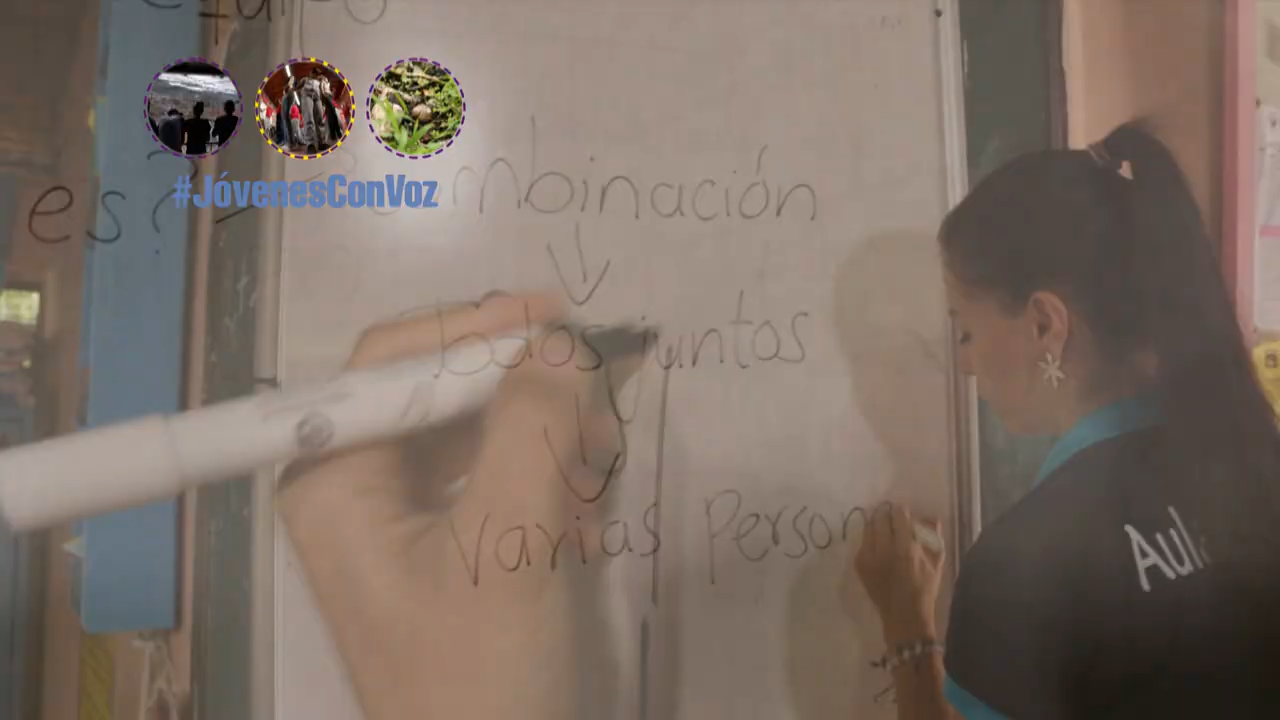 es?
#JóvenesConVoz
mbinación
Todos juntos
Varias Person
Aul